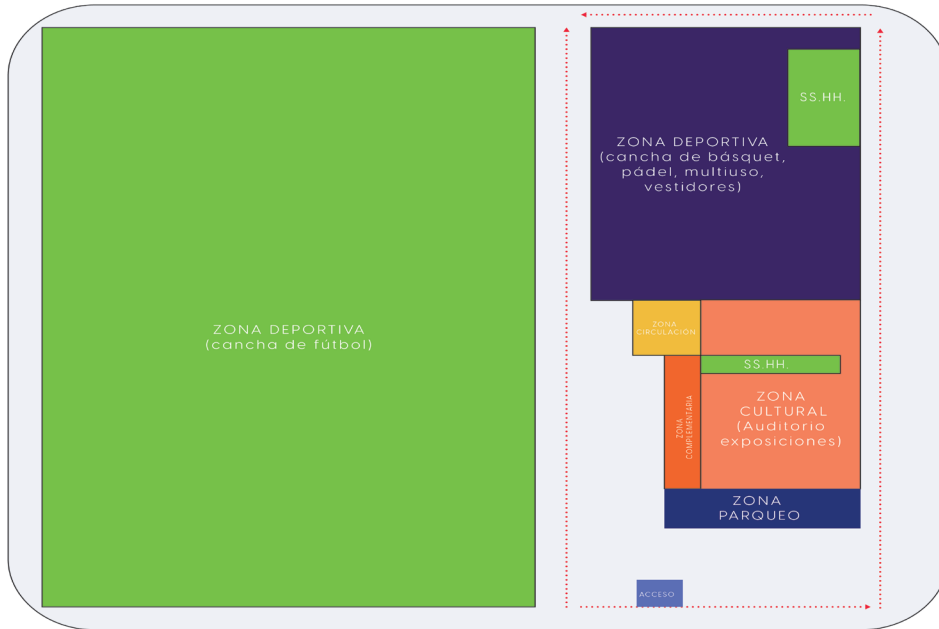 SS.HH.
ZONA DEPORTIVA
(cancha de básquet,
pádel, multiuso,
vestidores)
ZONA DEPORTIVA
(cancha de fútbol)
ZONA
CIRCULACIÓN
SS.HH.
ZONA
COMPLEMENTARIA
ZONA
CULTURAL
(Auditorio
exposiciones)
ZONA
PARQUEO
ACCESO